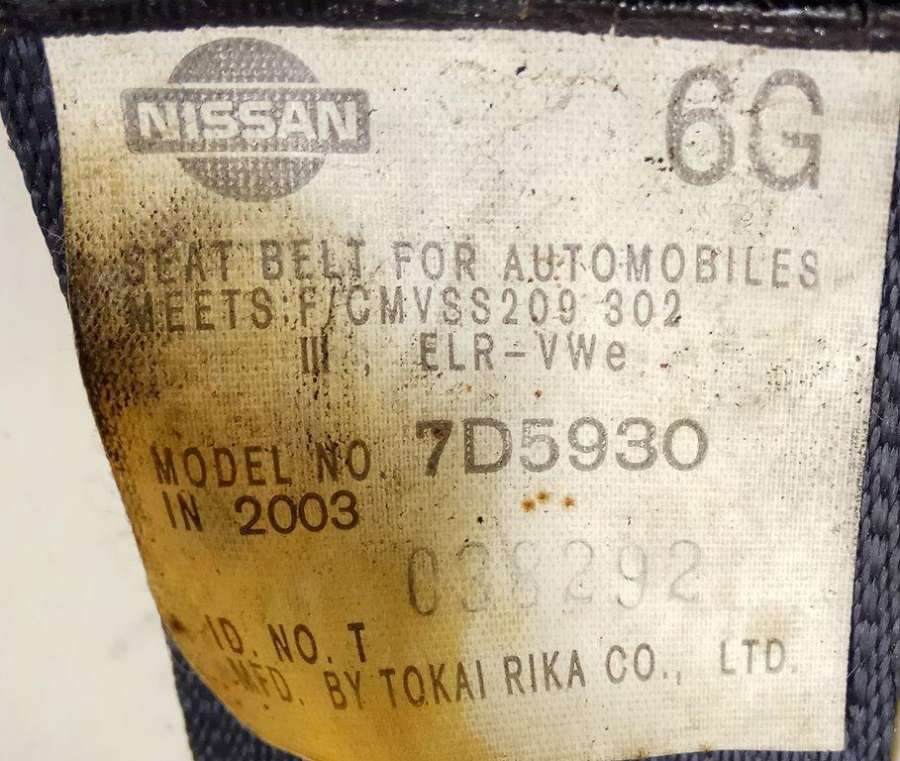 NISSAN
6G
SEAT BELT FOR AUTOMOBILES
MEETS:F/CMVSS209 302
III, ELR-VWe
MODEL NO. 7D5930
IN 2003
038292
ID. NO. T
MFD. BY TOKAI RIKA CO., LTD.